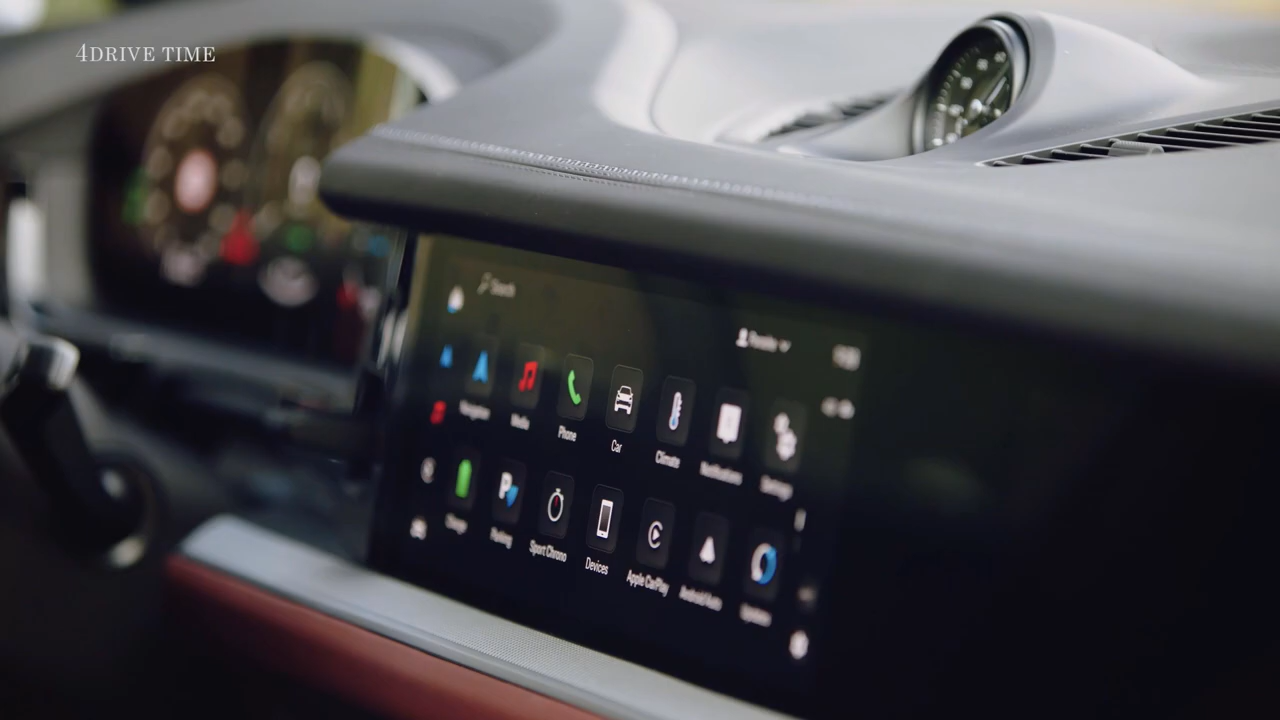 4DRIVE TIME
Search
Navigation
Media
Phone
Car
Climate
Notifications
Settings
Charge
Parking
Sport Chrono
Devices
Apple CarPlay
Android Auto
Updates